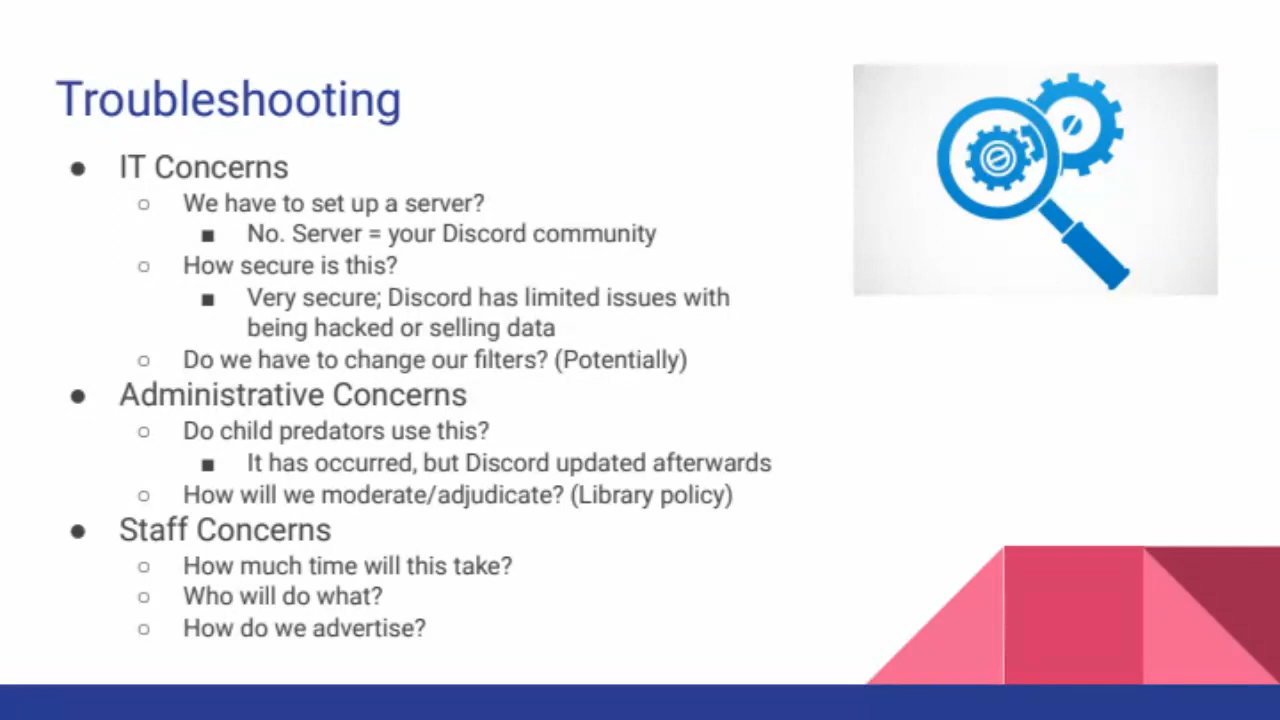 Troubleshooting
● IT Concerns
○ We have to set up a server?
■ No. Server = your Discord community
○ How secure is this?
■ Very secure; Discord has limited issues with
being hacked or selling data
○ Do we have to change our filters? (Potentially)
● Administrative Concerns
○ Do child predators use this?
■ It has occurred, but Discord updated afterwards
○ How will we moderate/adjudicate? (Library policy)
● Staff Concerns
○ How much time will this take?
○ Who will do what?
○ How do we advertise?